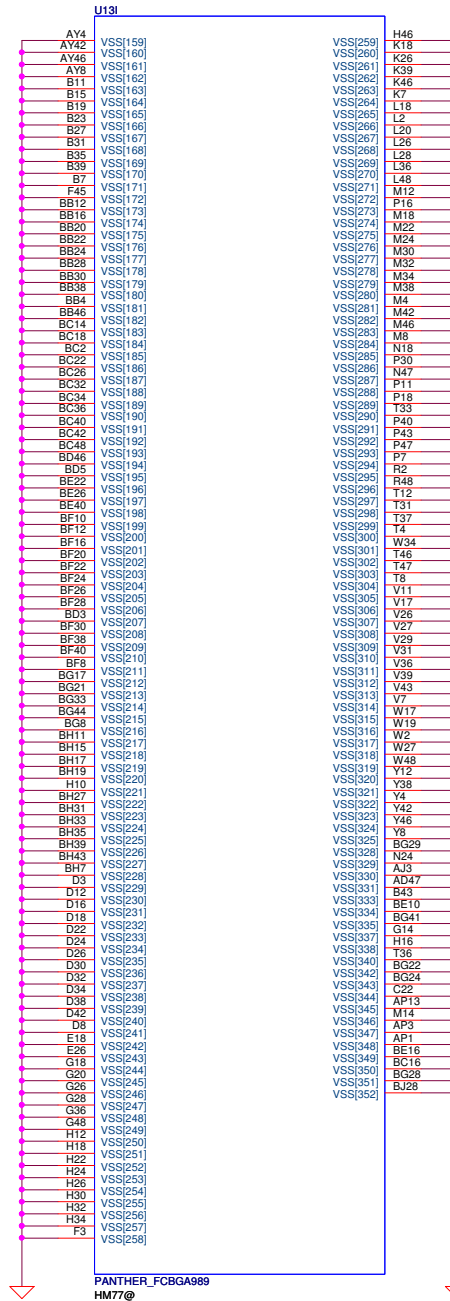 U13I
AY4 VSS[159] VSS[259] H46
AY42 VSS[160] VSS[260] K18
AY46 VSS[161] VSS[261] K26
AY8 VSS[162] VSS[262] K39
B11 VSS[163] VSS[263] K46
B15 VSS[164] VSS[264] K7
B19 VSS[165] VSS[265] L18
B23 VSS[166] VSS[266] L2
B27 VSS[167] VSS[267] L20
B31 VSS[168] VSS[268] L26
B35 VSS[169] VSS[269] L28
B39 VSS[170] VSS[270] L36
B7 VSS[171] VSS[271] L48
F45 VSS[172] VSS[272] M12
BB12 VSS[173] VSS[273] P16
BB16 VSS[174] VSS[274] M18
BB20 VSS[175] VSS[275] M22
BB22 VSS[176] VSS[276] M24
BB24 VSS[177] VSS[277] M30
BB28 VSS[178] VSS[278] M32
BB30 VSS[179] VSS[279] M34
BB38 VSS[180] VSS[280] M38
BB4 VSS[181] VSS[281] M4
BB46 VSS[182] VSS[282] M42
BC14 VSS[183] VSS[283] M46
BC18 VSS[184] VSS[284] M8
BC2 VSS[185] VSS[285] N18
BC22 VSS[186] VSS[286] P30
BC26 VSS[187] VSS[287] N47
BC32 VSS[188] VSS[288] P11
BC34 VSS[189] VSS[289] P18
BC36 VSS[190] VSS[290] T33
BC40 VSS[191] VSS[291] P40
BC42 VSS[192] VSS[292] P43
BC48 VSS[193] VSS[293] P47
BD46 VSS[194] VSS[294] P7
BD5 VSS[195] VSS[295] R2
BE22 VSS[196] VSS[296] R48
BE26 VSS[197] VSS[297] T12
BE40 VSS[198] VSS[298] T31
BF10 VSS[199] VSS[299] T37
BF12 VSS[200] VSS[300] T4
BF16 VSS[201] VSS[301] W34
BF20 VSS[202] VSS[302] T46
BF22 VSS[203] VSS[303] T47
BF24 VSS[204] VSS[304] T8
BF26 VSS[205] VSS[305] V11
BF28 VSS[206] VSS[306] V17
BD3 VSS[207] VSS[307] V26
BF30 VSS[208] VSS[308] V27
BF38 VSS[209] VSS[309] V29
BF40 VSS[210] VSS[310] V31
BF8 VSS[211] VSS[311] V36
BG17 VSS[212] VSS[312] V39
BG21 VSS[213] VSS[313] V43
BG33 VSS[214] VSS[314] V7
BG44 VSS[215] VSS[315] W17
BG8 VSS[216] VSS[316] W19
BH11 VSS[217] VSS[317] W2
BH15 VSS[218] VSS[318] W27
BH17 VSS[219] VSS[319] W48
BH19 VSS[220] VSS[320] Y12
H10 VSS[221] VSS[321] Y38
BH27 VSS[222] VSS[322] Y4
BH31 VSS[223] VSS[323] Y42
BH33 VSS[224] VSS[324] Y46
BH35 VSS[225] VSS[325] Y8
BH39 VSS[226] VSS[328] BG29
BH43 VSS[227] VSS[329] N24
BH7 VSS[228] VSS[330] AJ3
D3 VSS[229] VSS[331] AD47
D12 VSS[230] VSS[333] B43
D16 VSS[231] VSS[334] BE10
D18 VSS[232] VSS[335] BG41
D22 VSS[233] VSS[337] G14
D24 VSS[234] VSS[338] H16
D26 VSS[235] VSS[340] T36
D30 VSS[236] VSS[342] BG22
D32 VSS[237] VSS[343] BG24
D34 VSS[238] VSS[344] C22
D38 VSS[239] VSS[345] AP13
D42 VSS[240] VSS[346] M14
D8 VSS[241] VSS[347] AP3
E18 VSS[242] VSS[348] AP1
E26 VSS[243] VSS[349] BE16
G18 VSS[244] VSS[350] BC16
G20 VSS[245] VSS[351] BG28
G26 VSS[246] VSS[352] BJ28
G28 VSS[247]
G36 VSS[248]
G48 VSS[249]
H12 VSS[250]
H18 VSS[251]
H22 VSS[252]
H24 VSS[253]
H26 VSS[254]
H30 VSS[255]
H32 VSS[256]
H34 VSS[257]
F3 VSS[258]
PANTHER_FCBGA989
HM77@